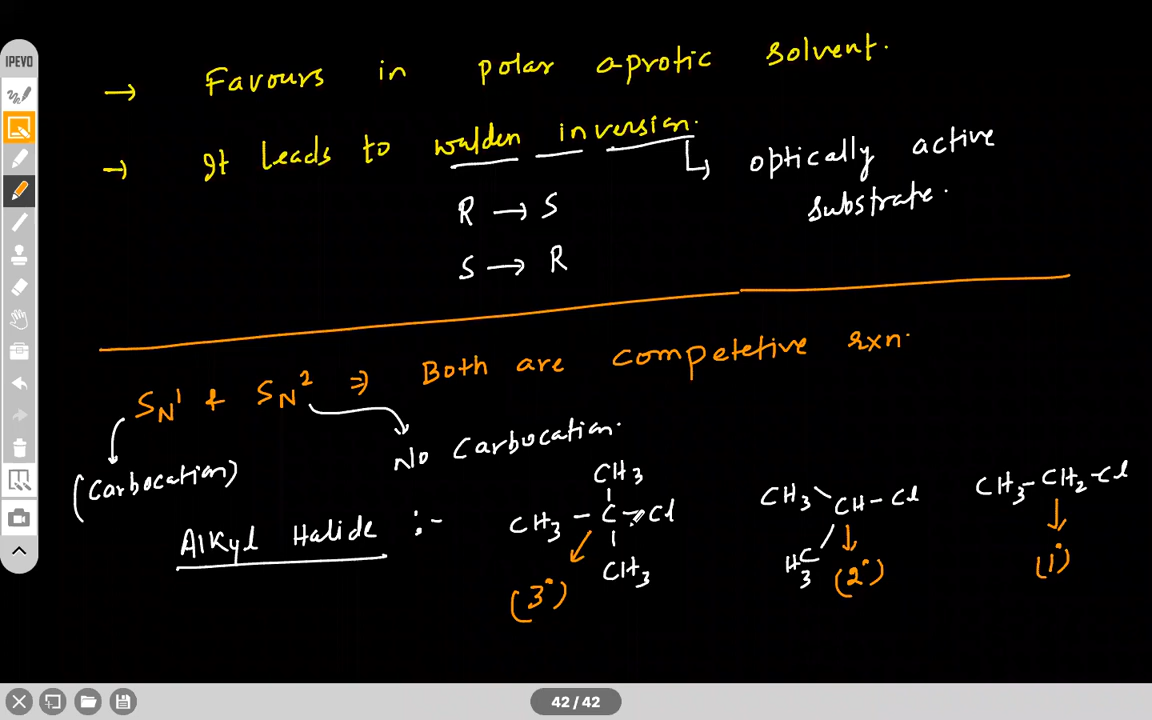 IPEVO
→ Favours in polar aprotic solvent.
→ It leads to walden inversion.
↳ optically active
substrate.
R → S
S → R
SN1 & SN2 ⇒ Both are competetive rxn.
(Carbocation)
No Carbocation.
Alkyl Halide :-
CH3
CH3 - C → Cl
CH3
(3°)
CH3
CH - Cl
H3C
(2°)
CH3 - CH2 - Cl
(1°)
42 / 42